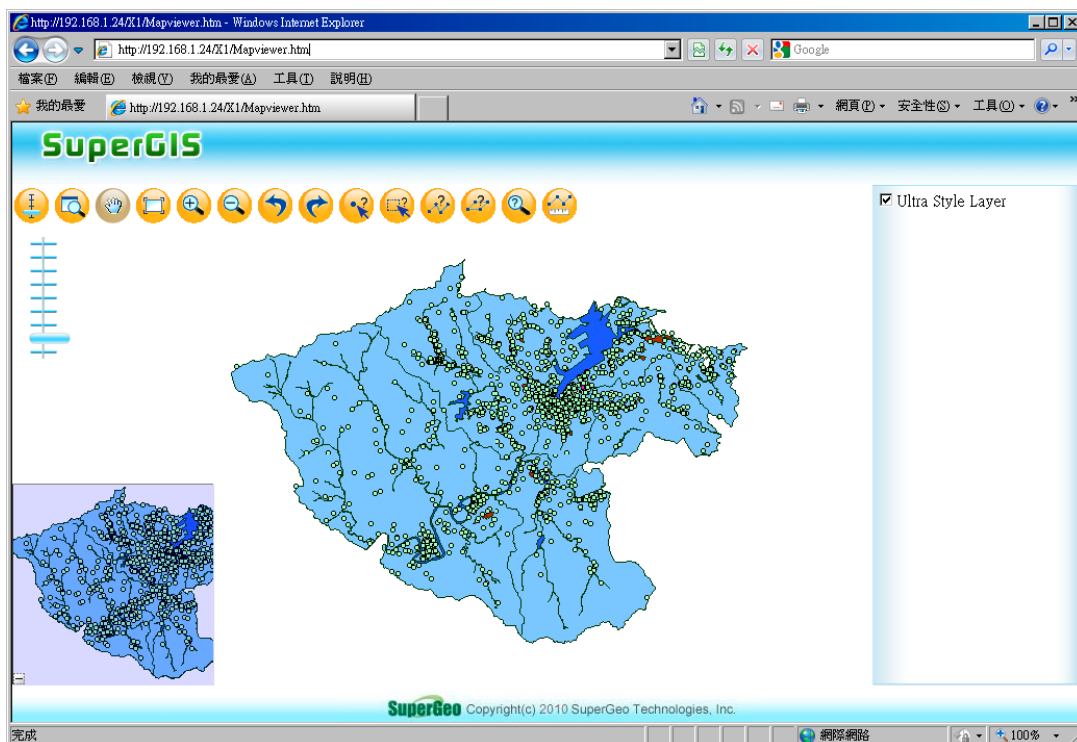 http://192.168.1.24/X1/Mapviewer.htm - Windows Internet Explorer
http://192.168.1.24/X1/Mapviewer.htm
Google
檔案(F) 編輯(E) 檢視(V) 我的最愛(A) 工具(T) 說明(H)
我的最愛
http://192.168.1.24/X1/Mapviewer.htm
網頁(P)
安全性(S)
工具(O)
SuperGIS
Ultra Style Layer
SuperGeo Copyright(c) 2010 SuperGeo Technologies, Inc.
完成
網際網路
100%